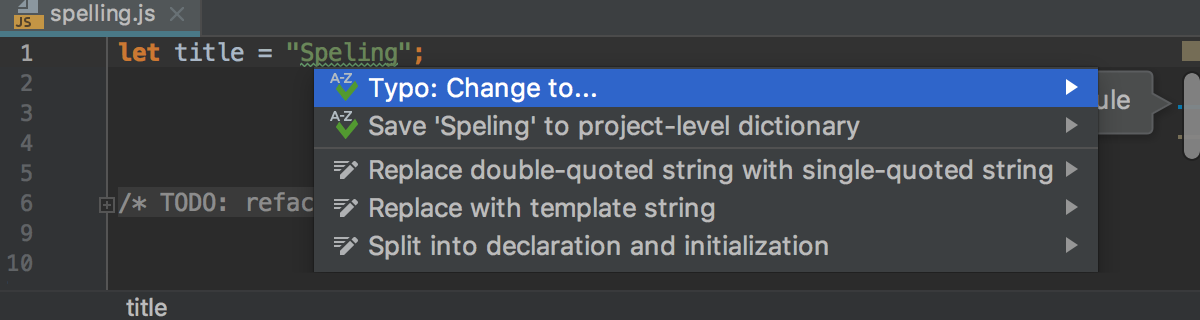 JS spelling.js
1 let title = "Speling";
2 A-Z Typo: Change to...
3 A-Z Save 'Speling' to project-level dictionary
4
5 Replace double-quoted string with single-quoted string
6 /* TODO: refac Replace with template string
9 Split into declaration and initialization
10
title